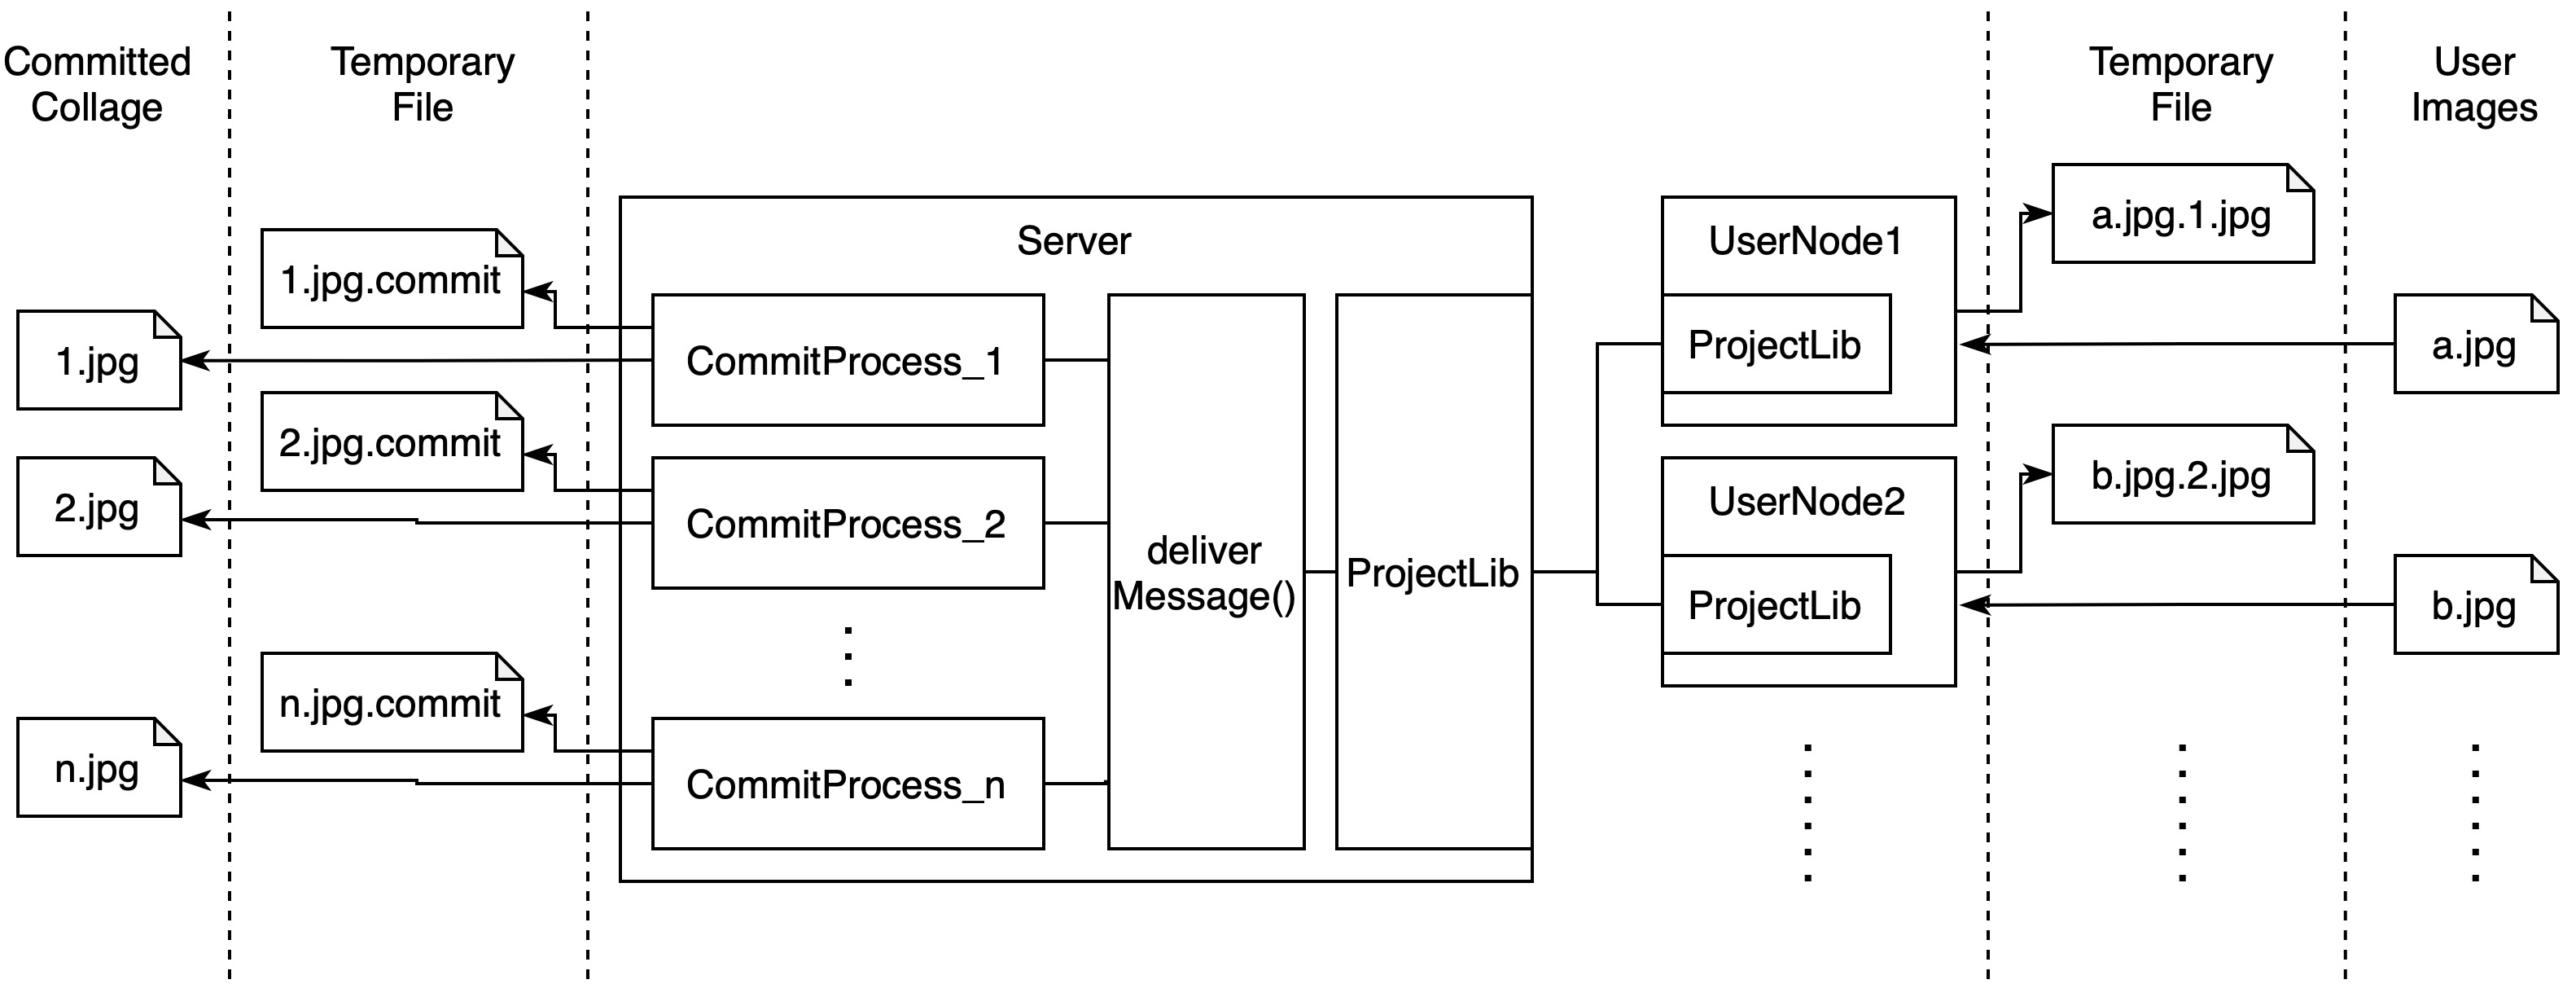 Committed
Collage
Temporary
File
Temporary
File
User
Images
1.jpg
2.jpg
n.jpg
1.jpg.commit
2.jpg.commit
n.jpg.commit
Server
CommitProcess_1
CommitProcess_2
CommitProcess_n
deliver
Message()
ProjectLib
UserNode1
ProjectLib
UserNode2
ProjectLib
a.jpg.1.jpg
b.jpg.2.jpg
a.jpg
b.jpg